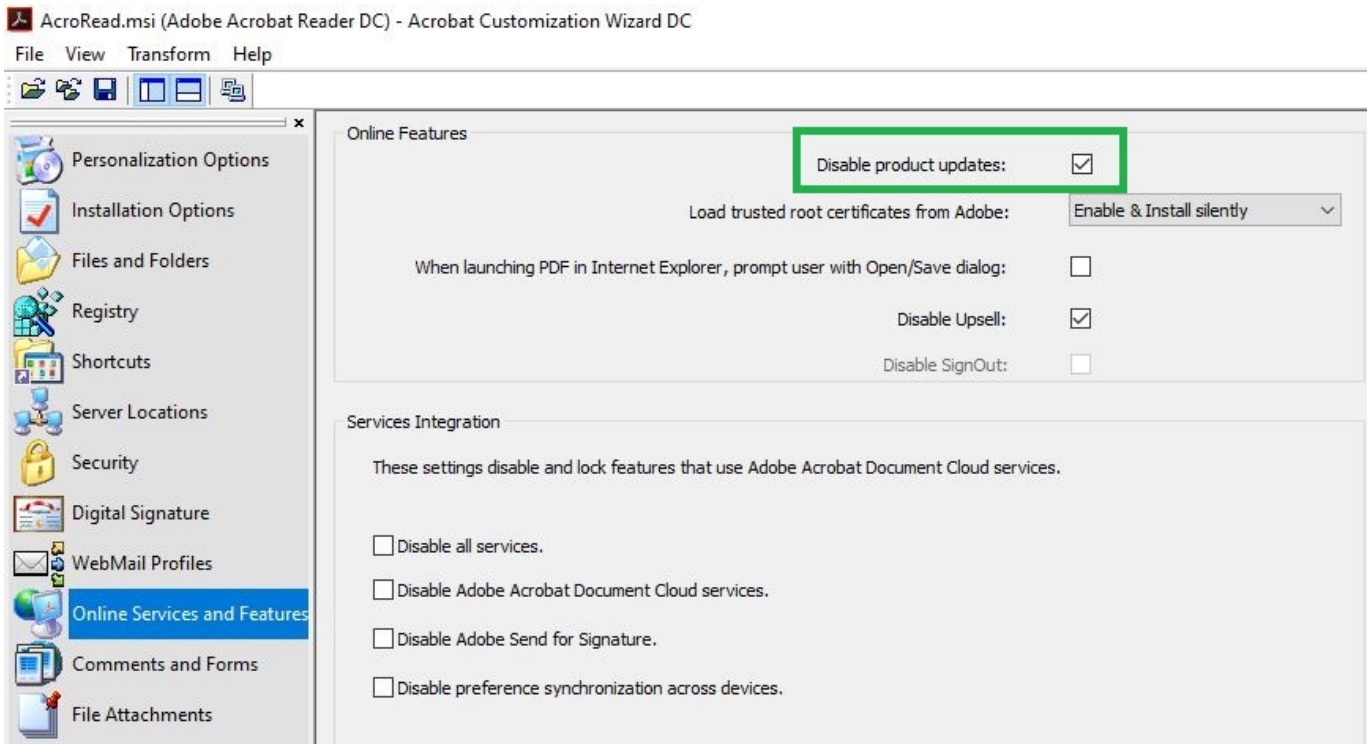 AcroRead.msi (Adobe Acrobat Reader DC) - Acrobat Customization Wizard DC
File View Transform Help
x
Personalization Options
Installation Options
Files and Folders
Registry
Shortcuts
Server Locations
Security
Digital Signature
WebMail Profiles
Online Services and Features
Comments and Forms
File Attachments
Online Features
Disable product updates:
Load trusted root certificates from Adobe: Enable & Install silently
When launching PDF in Internet Explorer, prompt user with Open/Save dialog:
Disable Upsell:
Disable SignOut:
Services Integration
These settings disable and lock features that use Adobe Acrobat Document Cloud services.
Disable all services.
Disable Adobe Acrobat Document Cloud services.
Disable Adobe Send for Signature.
Disable preference synchronization across devices.